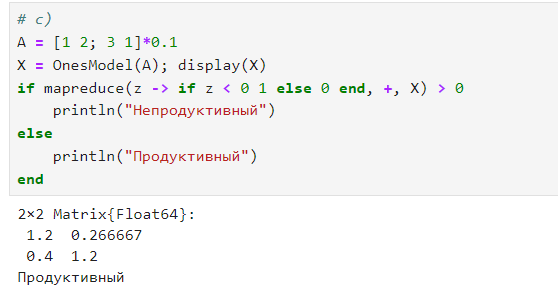 # c)
A = [1 2; 3 1]*0.1
X = OnesModel(A); display(X)
if mapreduce(z -> if z < 0 1 else 0 end, +, X) > 0
    println("Непродуктивный")
else
    println("Продуктивный")
end
2×2 Matrix{Float64}:
 1.2  0.266667
 0.4  1.2
Продуктивный